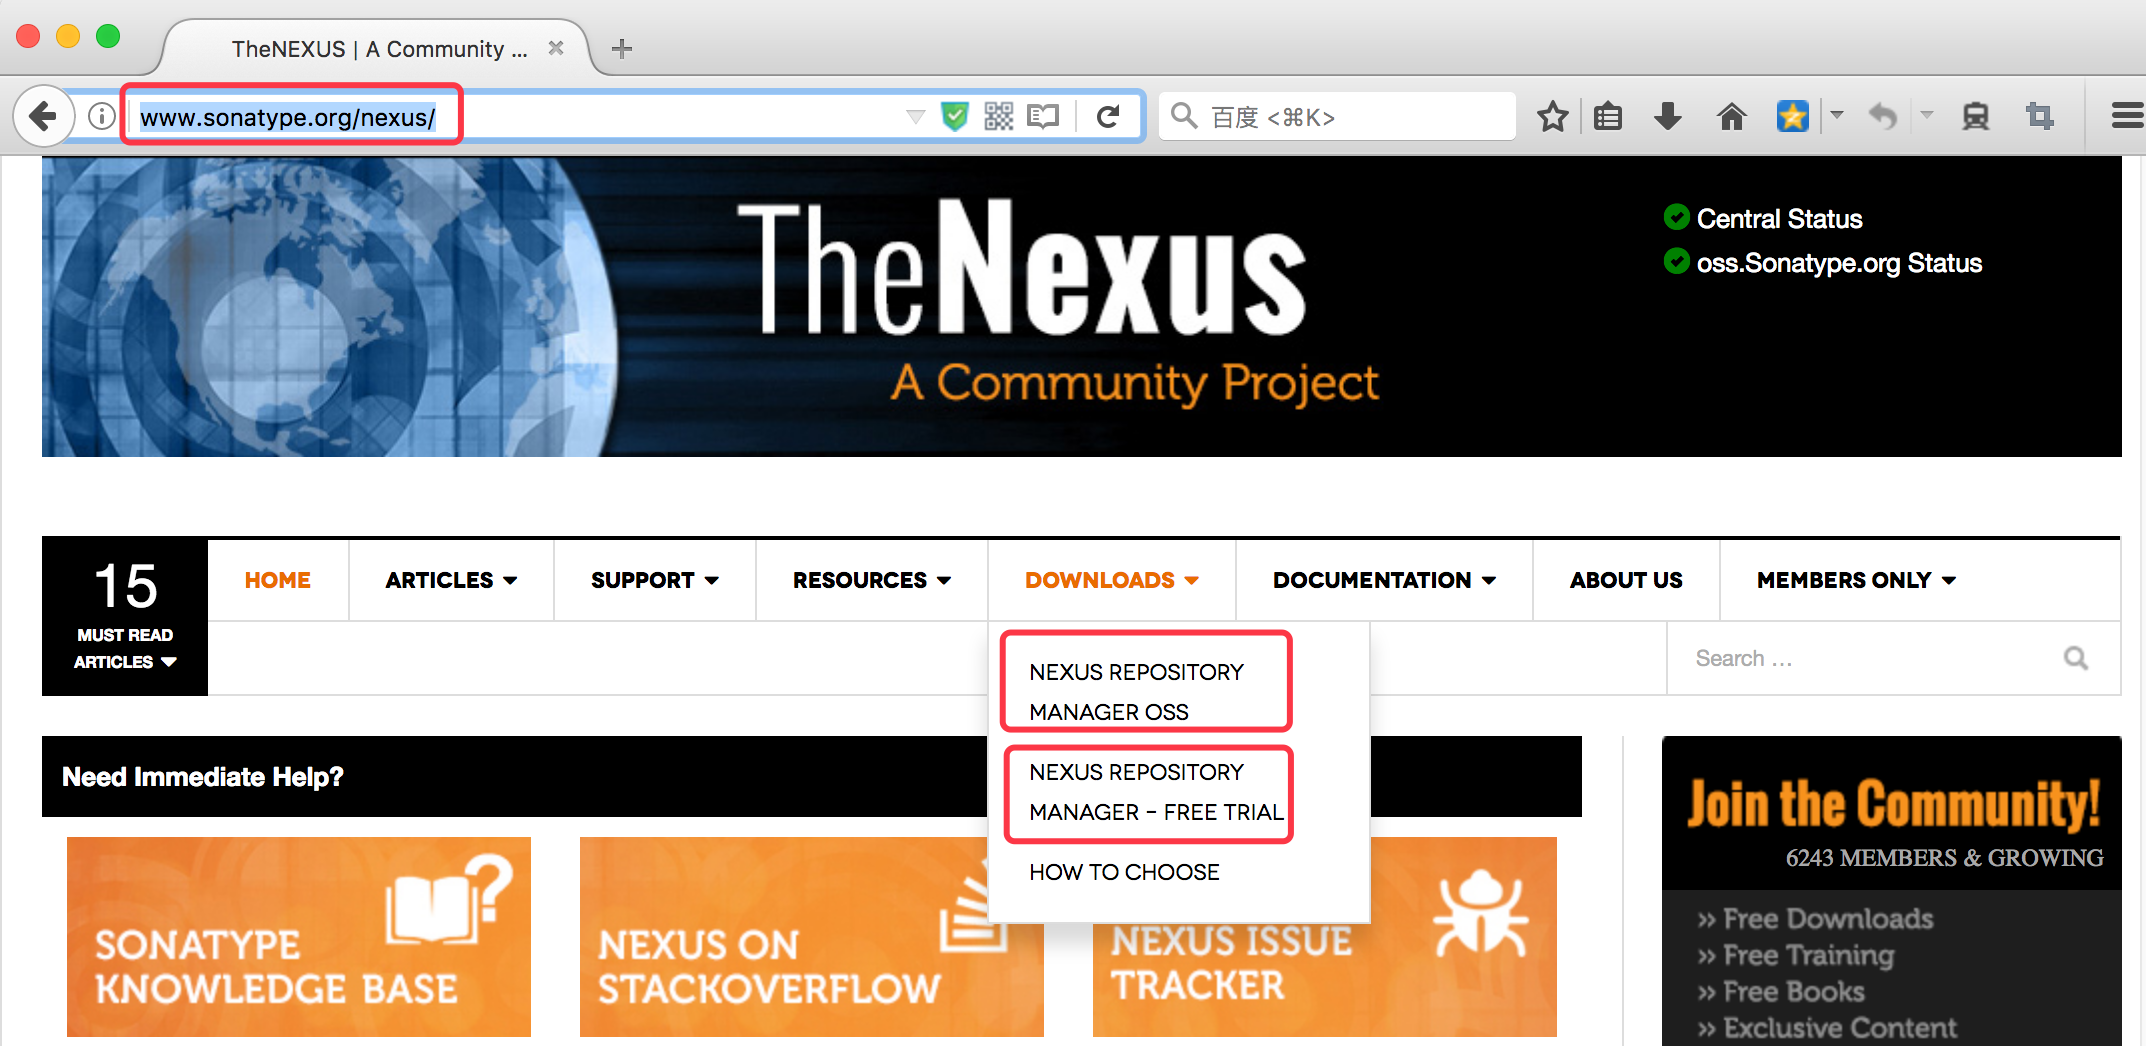 TheNEXUS | A Community ...
www.sonatype.org/nexus/
百度 <⌘K>
TheNexus
A Community Project
Central Status
oss.Sonatype.org Status
15
MUST READ
ARTICLES
HOME
ARTICLES
SUPPORT
RESOURCES
DOWNLOADS
DOCUMENTATION
ABOUT US
MEMBERS ONLY
NEXUS REPOSITORY
MANAGER OSS
NEXUS REPOSITORY
MANAGER – FREE TRIAL
HOW TO CHOOSE
Search ...
Need Immediate Help?
SONATYPE
KNOWLEDGE BASE
NEXUS ON
STACKOVERFLOW
NEXUS ISSUE
TRACKER
Join the Community!
6243 MEMBERS & GROWING
›› Free Downloads
›› Free Training
›› Free Books
›› Exclusive Content